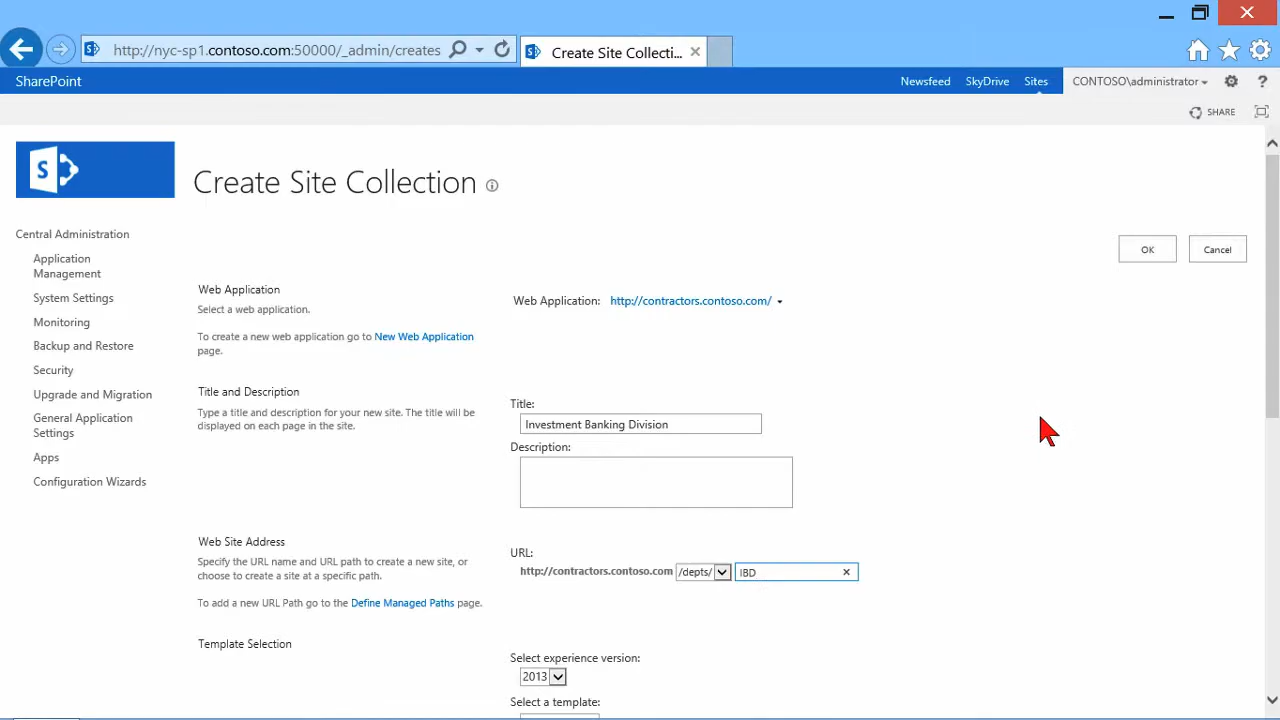 http://nyc-sp1.contoso.com:50000/_admin/creates
Create Site Collecti...
SharePoint
Newsfeed SkyDrive Sites CONTOSO\administrator ?
SHARE
S
Create Site Collection
Central Administration
Application
Management
System Settings
Monitoring
Backup and Restore
Security
Upgrade and Migration
General Application
Settings
Apps
Configuration Wizards
OK Cancel
Web Application
Select a web application.
To create a new web application go to New Web Application
page.
Web Application: http://contractors.contoso.com/
Title and Description
Type a title and description for your new site. The title will be
displayed on each page in the site.
Title:
Investment Banking Division
Description:
Web Site Address
Specify the URL name and URL path to create a new site, or
choose to create a site at a specific path.
To add a new URL Path go to the Define Managed Paths page.
URL:
http://contractors.contoso.com /depts/ IBD
Template Selection
Select experience version:
2013
Select a template: